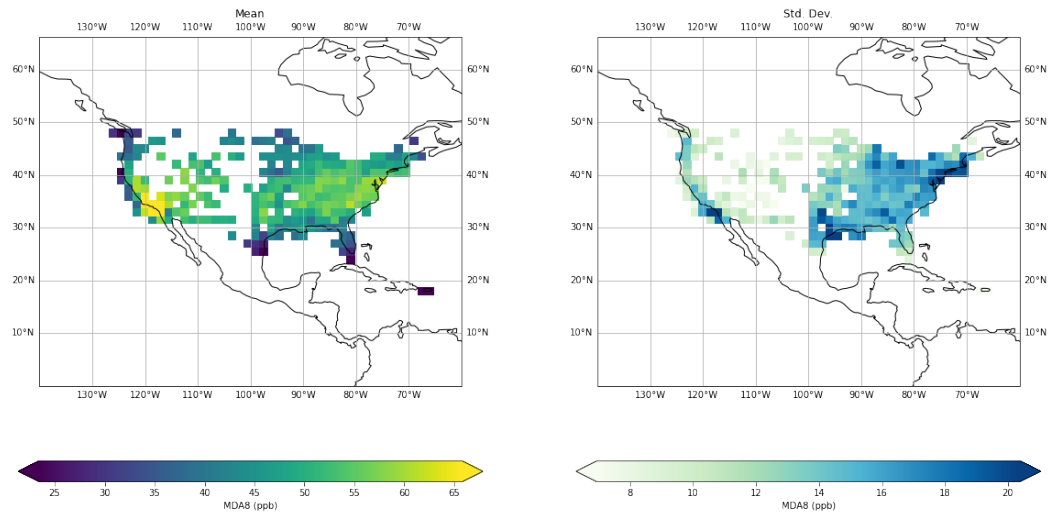 Mean
130°W 120°W 110°W 100°W 90°W 80°W 70°W
60°N 60°N
50°N 50°N
40°N 40°N
30°N 30°N
20°N 20°N
10°N 10°N
130°W 120°W 110°W 100°W 90°W 80°W 70°W
25 30 35 40 45 50 55 60 65
MDA8 (ppb)
Std. Dev.
130°W 120°W 110°W 100°W 90°W 80°W 70°W
60°N 60°N
50°N 50°N
40°N 40°N
30°N 30°N
20°N 20°N
10°N 10°N
130°W 120°W 110°W 100°W 90°W 80°W 70°W
8 10 12 14 16 18 20
MDA8 (ppb)